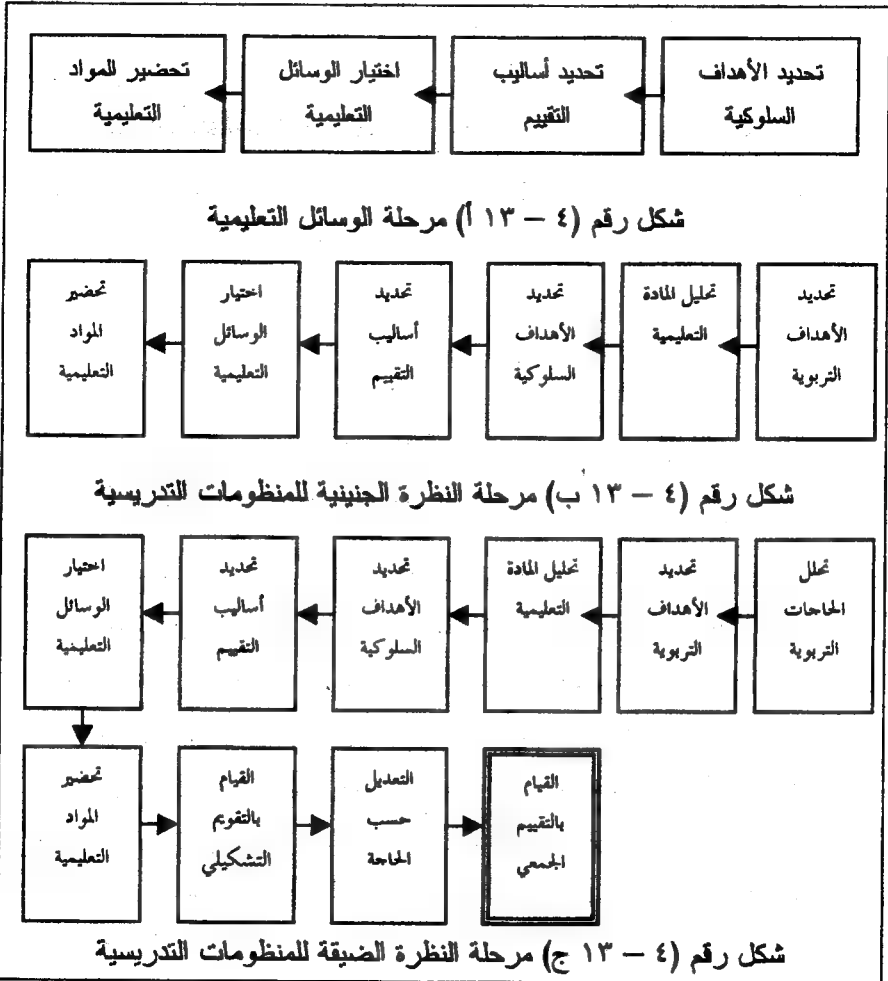 تحديد الأهداف
السلوكية
تحديد أساليب
التقييم
اختيار الوسائل
التعليمية
تحضير للمواد
التعليمية
شكل رقم (٤ – ١٣ أ) مرحلة الوسائل التعليمية
تحديد
الأهداف
التربوية
تحليل المادة
التعليمية
تحديد
الأهداف
السلوكية
تحديد
أساليب
التقييم
اختيار
الوسائل
التعليمية
تحضير
المواد
التعليمية
شكل رقم (٤ – ١٣ ب) مرحلة النظرة الجنينية للمنظومات التدريسية
تحلل
الحاجات
التربوية
تحديد
الأهداف
التربوية
تحليل المادة
التعليمية
تحديد
الأهداف
السلوكية
تحديد
أساليب
التقييم
اختيار
الوسائل
التعليمية
تحضير
المواد
التعليمية
القيام
بالتقويم
التشكيلي
التعديل
حسب
الحاجة
القيام
بالتقييم
الجمعي
شكل رقم (٤ – ١٣ ج) مرحلة النظرة الضيقة للمنظومات التدريسية